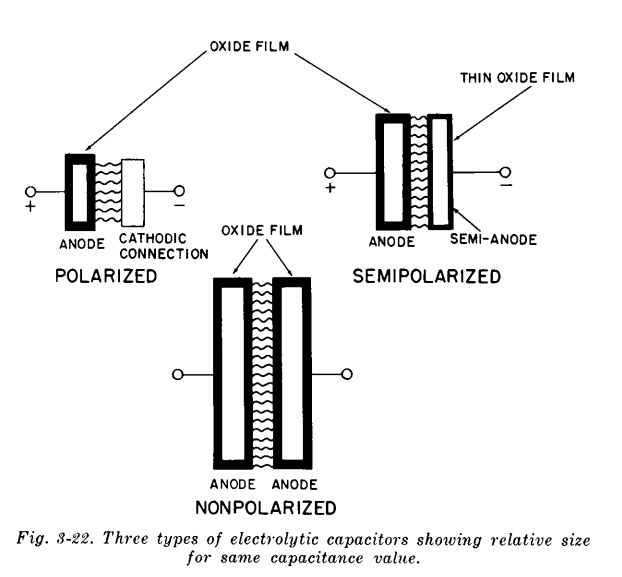 OXIDE FILM
THIN OXIDE FILM
+
−
ANODE
CATHODIC
CONNECTION
POLARIZED
+
−
ANODE
SEMI-ANODE
SEMIPOLARIZED
OXIDE FILM
ANODE
ANODE
NONPOLARIZED
Fig. 3-22. Three types of electrolytic capacitors showing relative size
for same capacitance value.